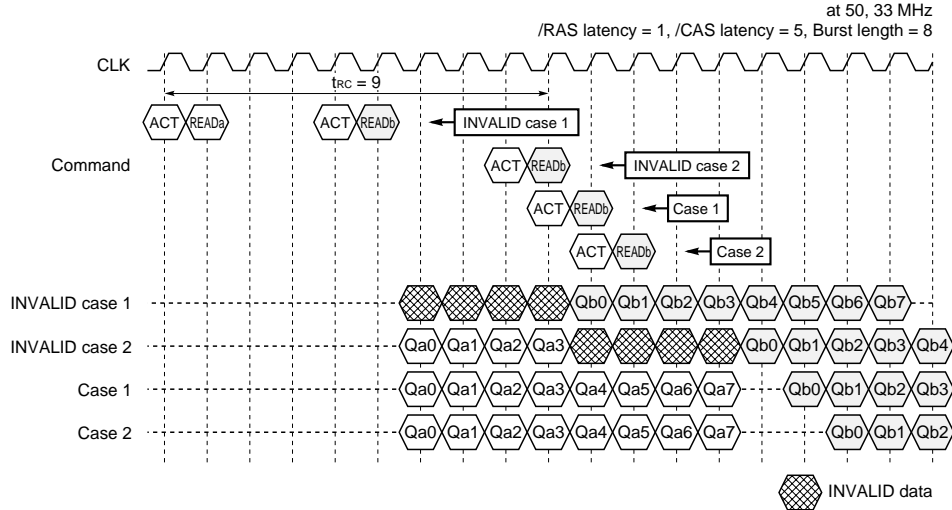 at 50, 33 MHz
/RAS latency = 1, /CAS latency = 5, Burst length = 8
CLK
tRC = 9
ACT READa ACT READb INVALID case 1
Command ACT READb INVALID case 2
ACT READb Case 1
ACT READb Case 2
INVALID case 1 Qb0 Qb1 Qb2 Qb3 Qb4 Qb5 Qb6 Qb7
INVALID case 2 Qa0 Qa1 Qa2 Qa3 Qb0 Qb1 Qb2 Qb3 Qb4
Case 1 Qa0 Qa1 Qa2 Qa3 Qa4 Qa5 Qa6 Qa7 Qb0 Qb1 Qb2 Qb3
Case 2 Qa0 Qa1 Qa2 Qa3 Qa4 Qa5 Qa6 Qa7 Qb0 Qb1 Qb2
INVALID data